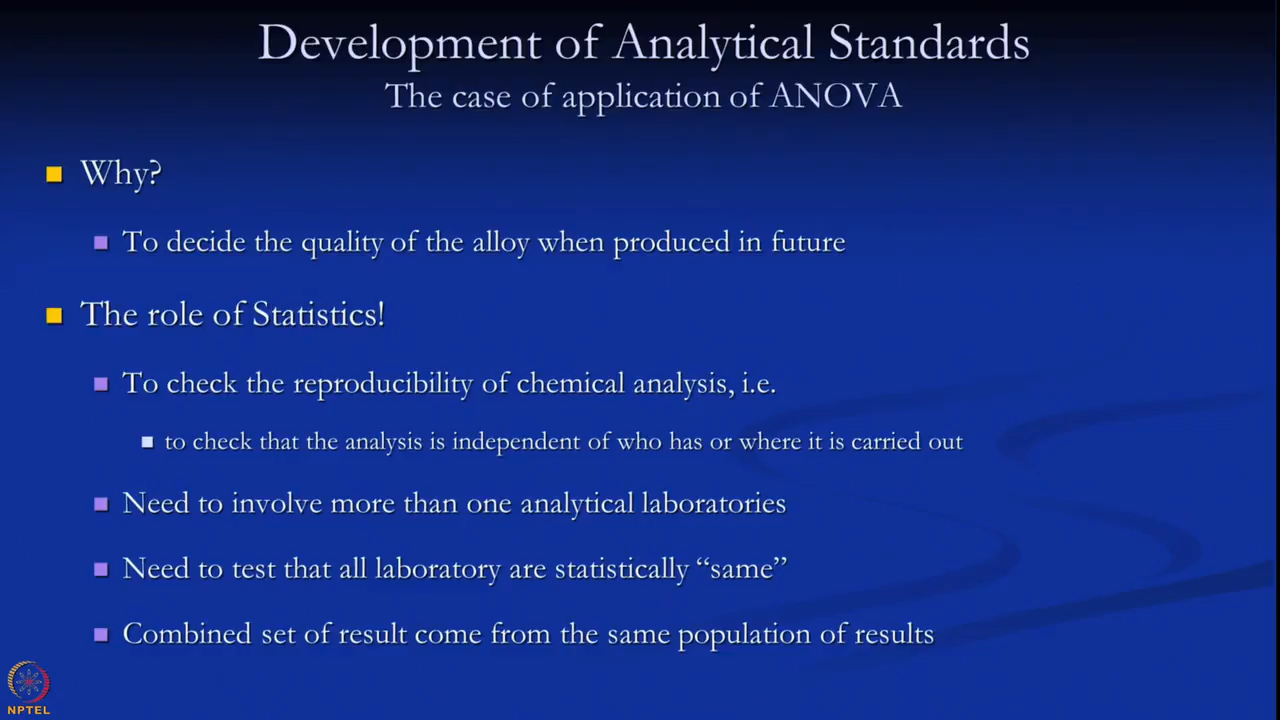 Development of Analytical Standards
The case of application of ANOVA
Why?
To decide the quality of the alloy when produced in future
The role of Statistics!
To check the reproducibility of chemical analysis, i.e.
to check that the analysis is independent of who has or where it is carried out
Need to involve more than one analytical laboratories
Need to test that all laboratory are statistically “same”
Combined set of result come from the same population of results
NPTEL